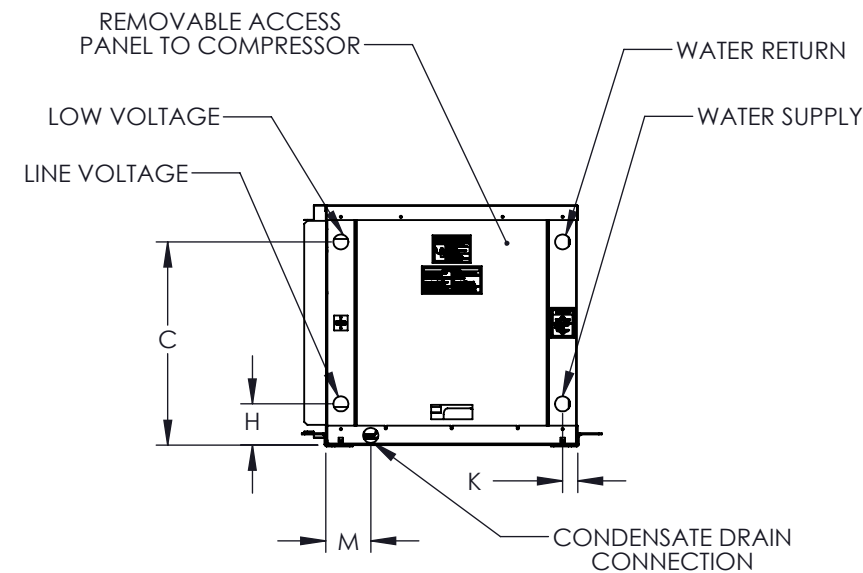 REMOVABLE ACCESS
PANEL TO COMPRESSOR
WATER RETURN
LOW VOLTAGE
WATER SUPPLY
LINE VOLTAGE
C
H
K
M
CONDENSATE DRAIN
CONNECTION